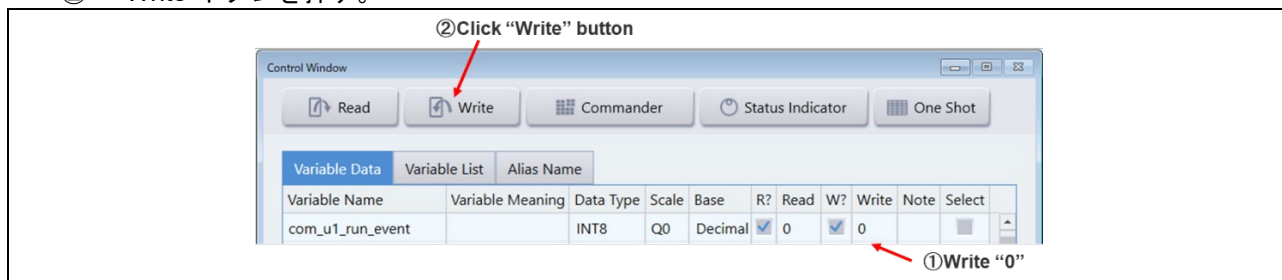 ②Click “Write” button
Control Window
Read Write Commander Status Indicator One Shot
Variable Data Variable List Alias Name
Variable Name Variable Meaning Data Type Scale Base R? Read W? Write Note Select
com_u1_run_event INT8 Q0 Decimal 0 0
①Write “0”